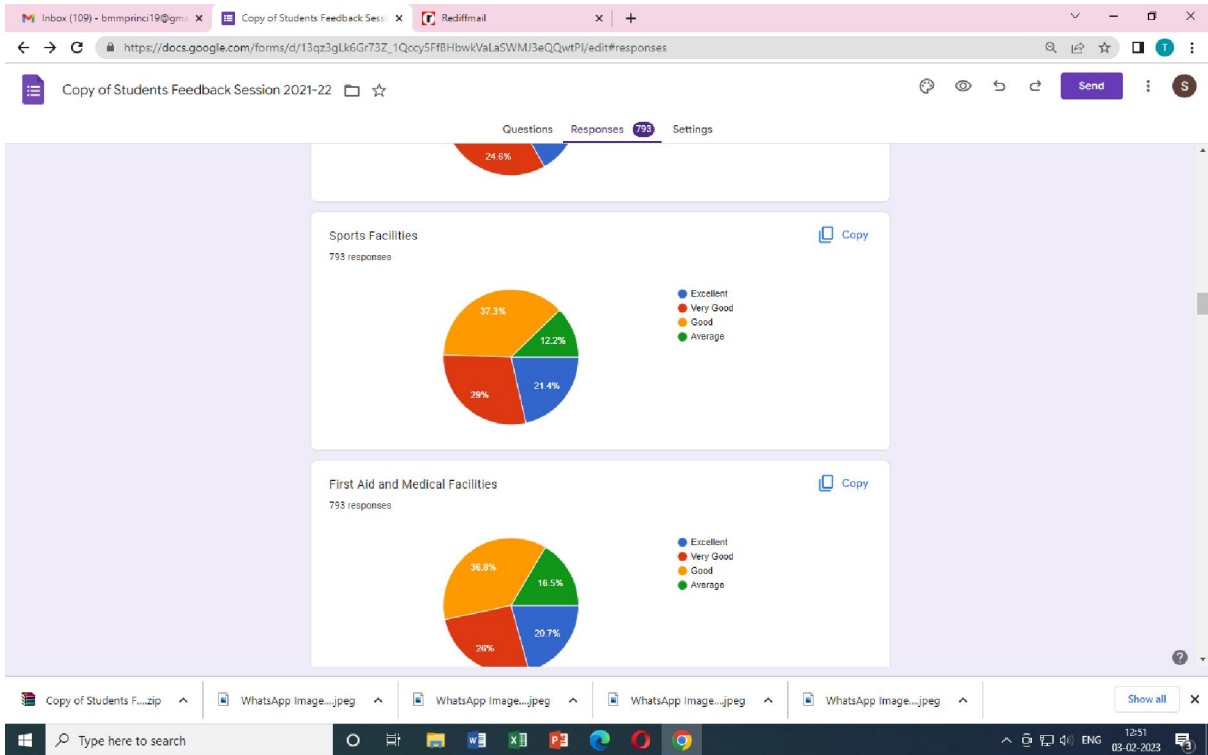 Inbox (109) - bmmprinci19@gma
Copy of Students Feedback Sessi
Rediffmail
https://docs.google.com/forms/d/13qz3gLk6Gr73Z_1Qccy5FfBHbwkVaLaSWMJ3eQQwtPI/edit#responses
T
Copy of Students Feedback Session 2021-22
Send
S
Questions Responses 793 Settings
24.6%
Sports Facilities
Copy
793 responses
Excellent
Very Good
Good
Average
37.3%
12.2%
29%
21.4%
First Aid and Medical Facilities
Copy
793 responses
Excellent
Very Good
Good
Average
36.8%
16.5%
26%
20.7%
Copy of Students F....zip
WhatsApp Image....jpeg
WhatsApp Image....jpeg
WhatsApp Image....jpeg
WhatsApp Image....jpeg
Show all
Type here to search
ENG
12:51
03-02-2023
3